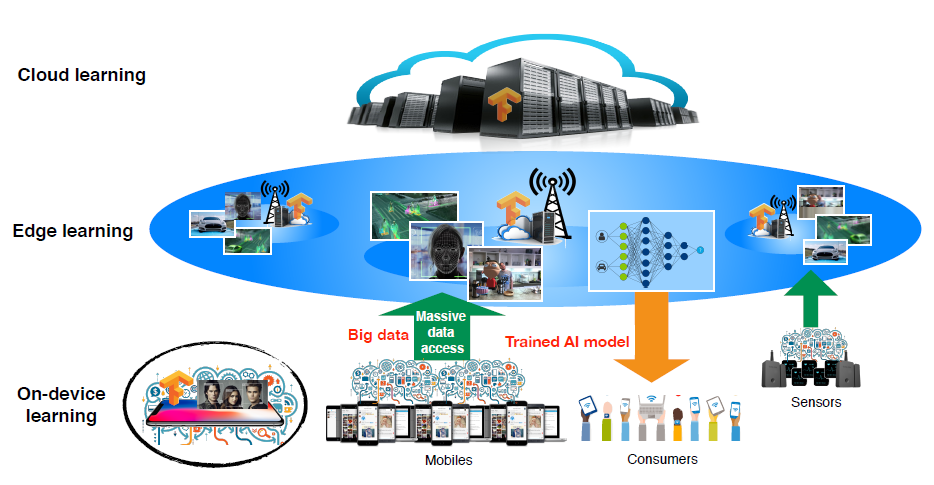 Cloud learning
Edge learning
Big data
Massive
data
access
Trained AI model
On-device
learning
Sensors
Mobiles
Consumers